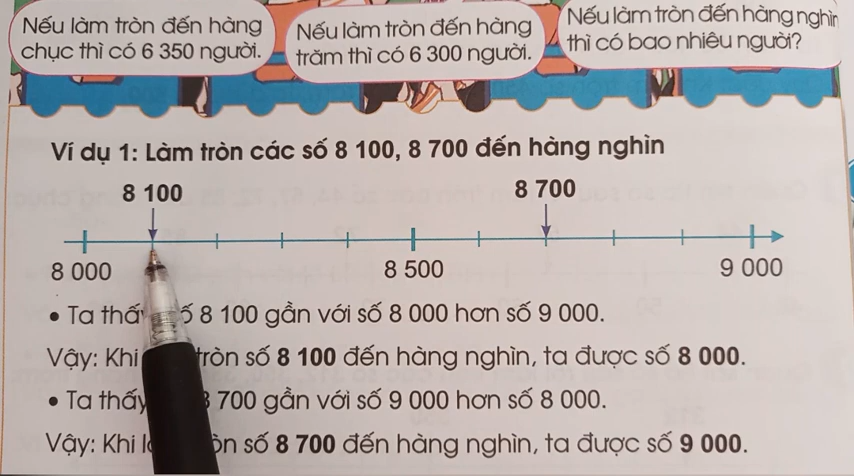 Nếu làm tròn đến hàng
chục thì có 6 350 người.
Nếu làm tròn đến hàng
trăm thì có 6 300 người.
Nếu làm tròn đến hàng nghìn
thì có bao nhiêu người?
Ví dụ 1: Làm tròn các số 8 100, 8 700 đến hàng nghìn
8 100 8 700
8 000 8 500 9 000
• Ta thấy số 8 100 gần với số 8 000 hơn số 9 000.
Vậy: Khi tròn số 8 100 đến hàng nghìn, ta được số 8 000.
• Ta thấy 8 700 gần với số 9 000 hơn số 8 000.
Vậy: Khi tròn số 8 700 đến hàng nghìn, ta được số 9 000.